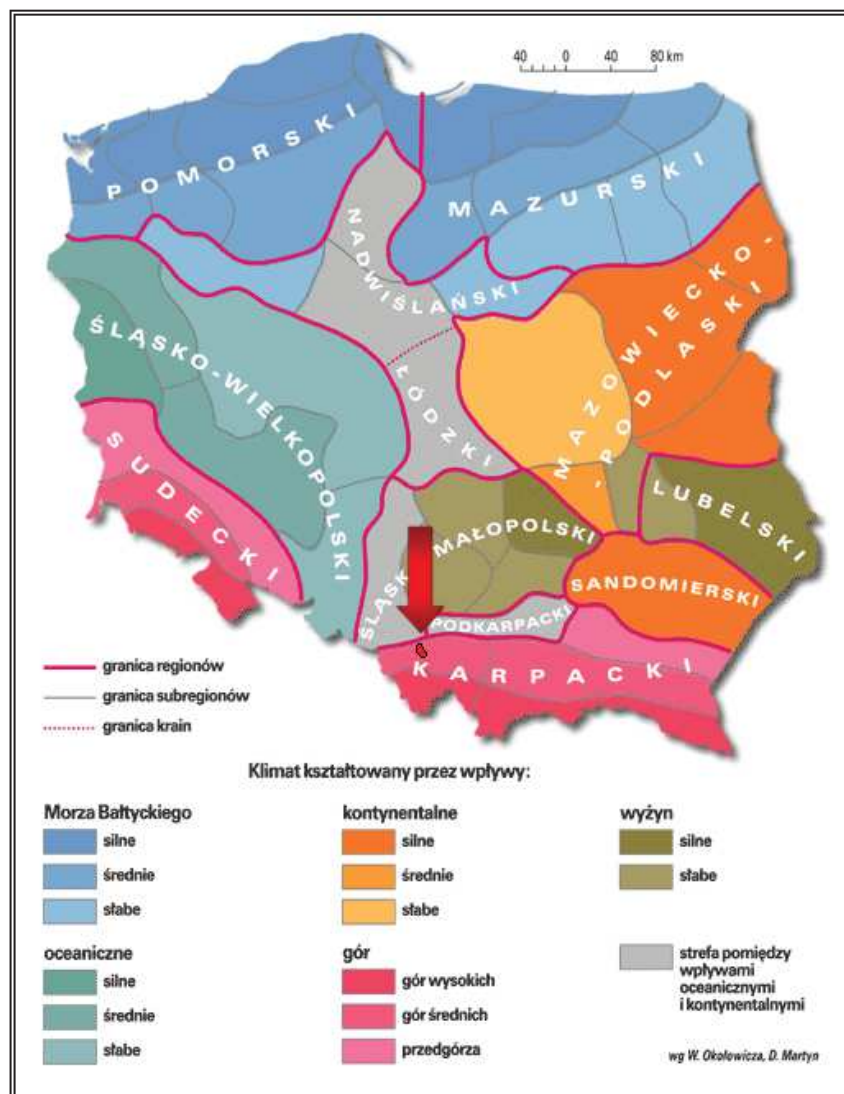 40 0 40 80 km
POMORSKI
MAZURSKI
NADWIŚLAŃSKI
MAZOWIECKO-
-PODLASKI
ŚLĄSKO-WIELKOPOLSKI
ŁÓDZKI
SUDECKI
LUBELSKI
MAŁOPOLSKI
ŚLĄSK
SANDOMIERSKI
PODKARPACKI
KARPACKI
granica regionów
granica subregionów
granica krain
Klimat kształtowany przez wpływy:
Morza Bałtyckiego
silne
średnie
słabe
kontynentalne
silne
średnie
słabe
wyżyn
silne
słabe
oceaniczne
silne
średnie
słabe
gór
gór wysokich
gór średnich
przedgórza
strefa pomiędzy
wpływami
oceanicznymi
i kontynentalnymi
wg W. Okołowicza, D. Martyn